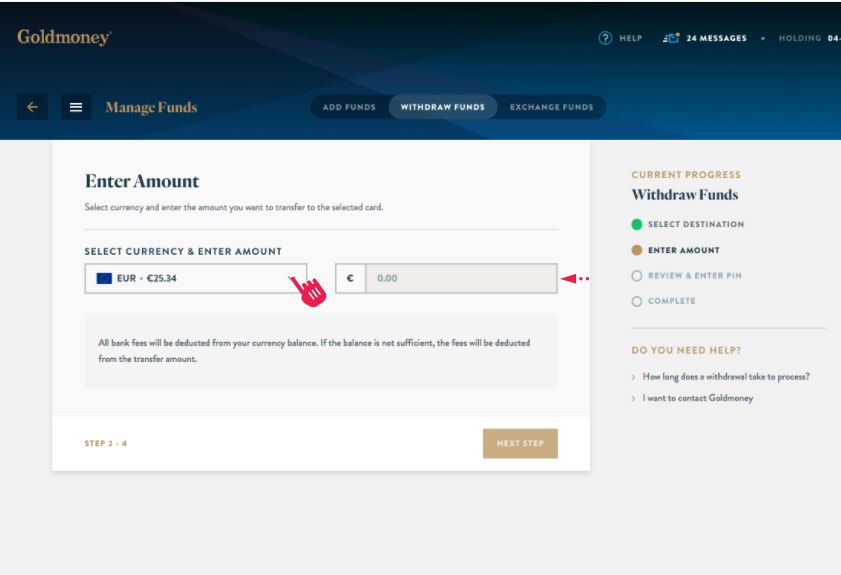 Goldmoney
HELP
24 MESSAGES • HOLDING 04-
Manage Funds
ADD FUNDS
WITHDRAW FUNDS
EXCHANGE FUNDS
Enter Amount
Select currency and enter the amount you want to transfer to the selected card.
SELECT CURRENCY & ENTER AMOUNT
EUR • €25.34
€
0.00
All bank fees will be deducted from your currency balance. If the balance is not sufficient, the fees will be deducted
from the transfer amount.
STEP 2 - 4
NEXT STEP
CURRENT PROGRESS
Withdraw Funds
SELECT DESTINATION
ENTER AMOUNT
REVIEW & ENTER PIN
COMPLETE
DO YOU NEED HELP?
How long does a withdrawal take to process?
I want to contact Goldmoney